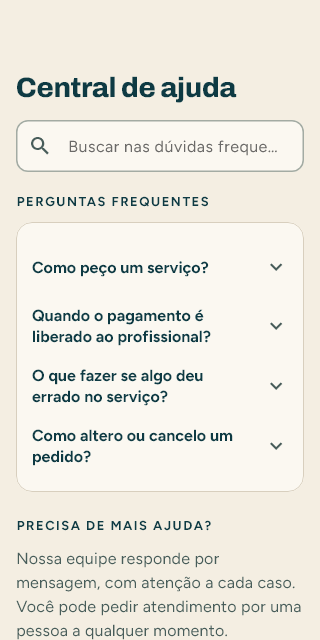 Central de ajuda
Buscar nas dúvidas freque...
PERGUNTAS FREQUENTES
Como peço um serviço?
Quando o pagamento é
liberado ao profissional?
O que fazer se algo deu
errado no serviço?
Como altero ou cancelo um
pedido?
PRECISA DE MAIS AJUDA?
Nossa equipe responde por
mensagem, com atenção a cada caso.
Você pode pedir atendimento por uma
pessoa a qualquer momento.